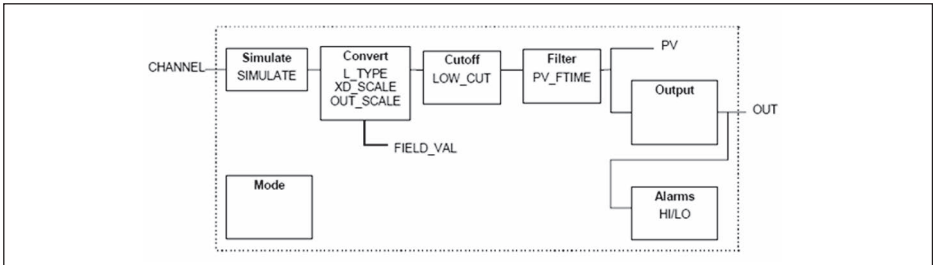 CHANNEL
Simulate
SIMULATE
Convert
L_TYPE
XD_SCALE
OUT_SCALE
FIELD_VAL
Cutoff
LOW_CUT
Filter
PV_FTIME
PV
Output
OUT
Mode
Alarms
HI/LO